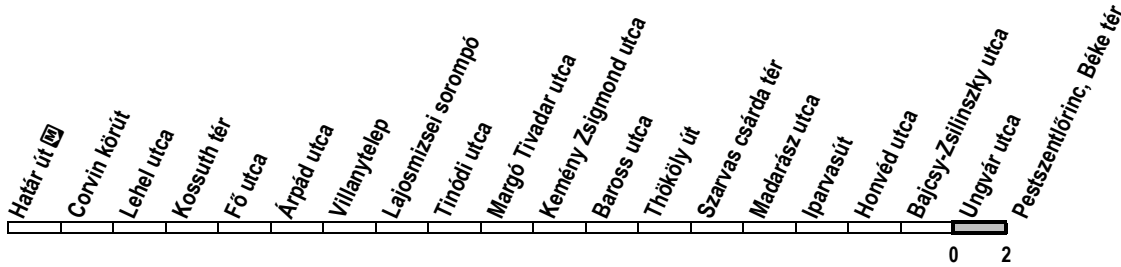 Határ út M
Corvin körút
Lehel utca
Kossuth tér
Fő utca
Árpád utca
Villanytelep
Lajosmizsei sorompó
Tinódi utca
Margó Tivadar utca
Kemény Zsigmond utca
Baross utca
Thököly út
Szarvas csárda tér
Madarász utca
Iparvasút
Honvéd utca
Bajcsy-Zsilinszky utca
Ungvár utca
Pestszentlőrinc, Béke tér
0 2